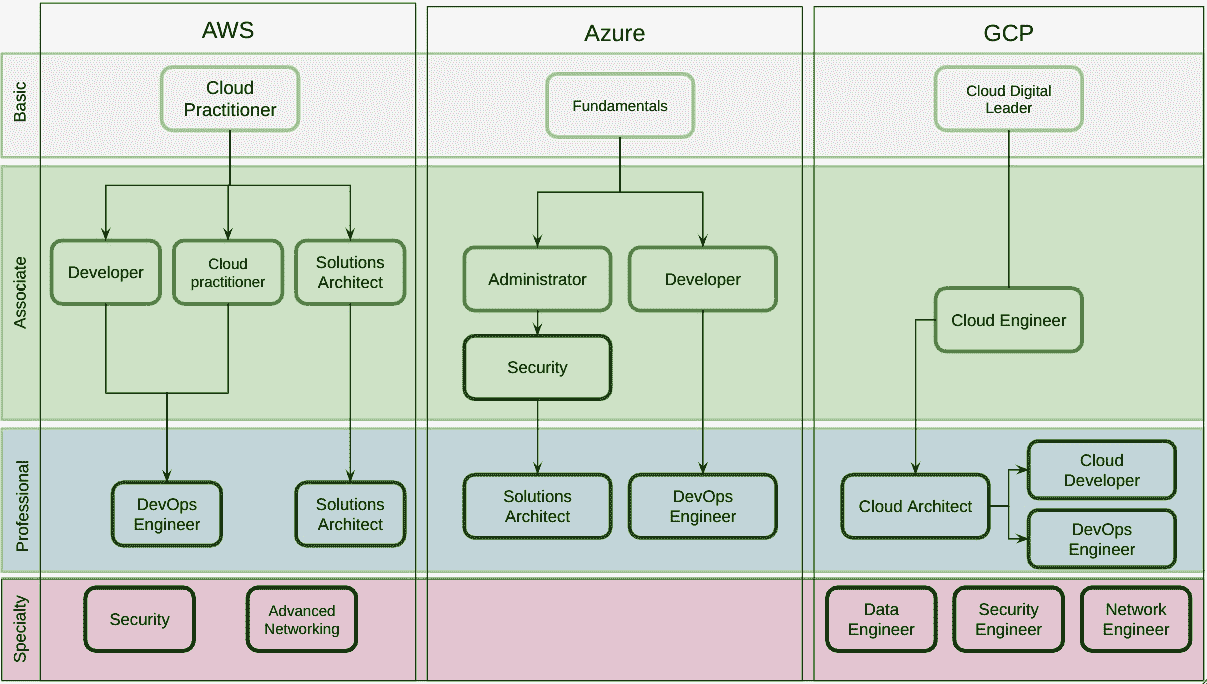 AWS
Azure
GCP
Basic
Cloud
Practitioner
Fundamentals
Cloud Digital
Leader
Associate
Developer
Cloud
practitioner
Solutions
Architect
Administrator
Developer
Security
Cloud Engineer
Professional
DevOps
Engineer
Solutions
Architect
Solutions
Architect
DevOps
Engineer
Cloud Architect
Cloud
Developer
DevOps
Engineer
Specialty
Security
Advanced
Networking
Data
Engineer
Security
Engineer
Network
Engineer